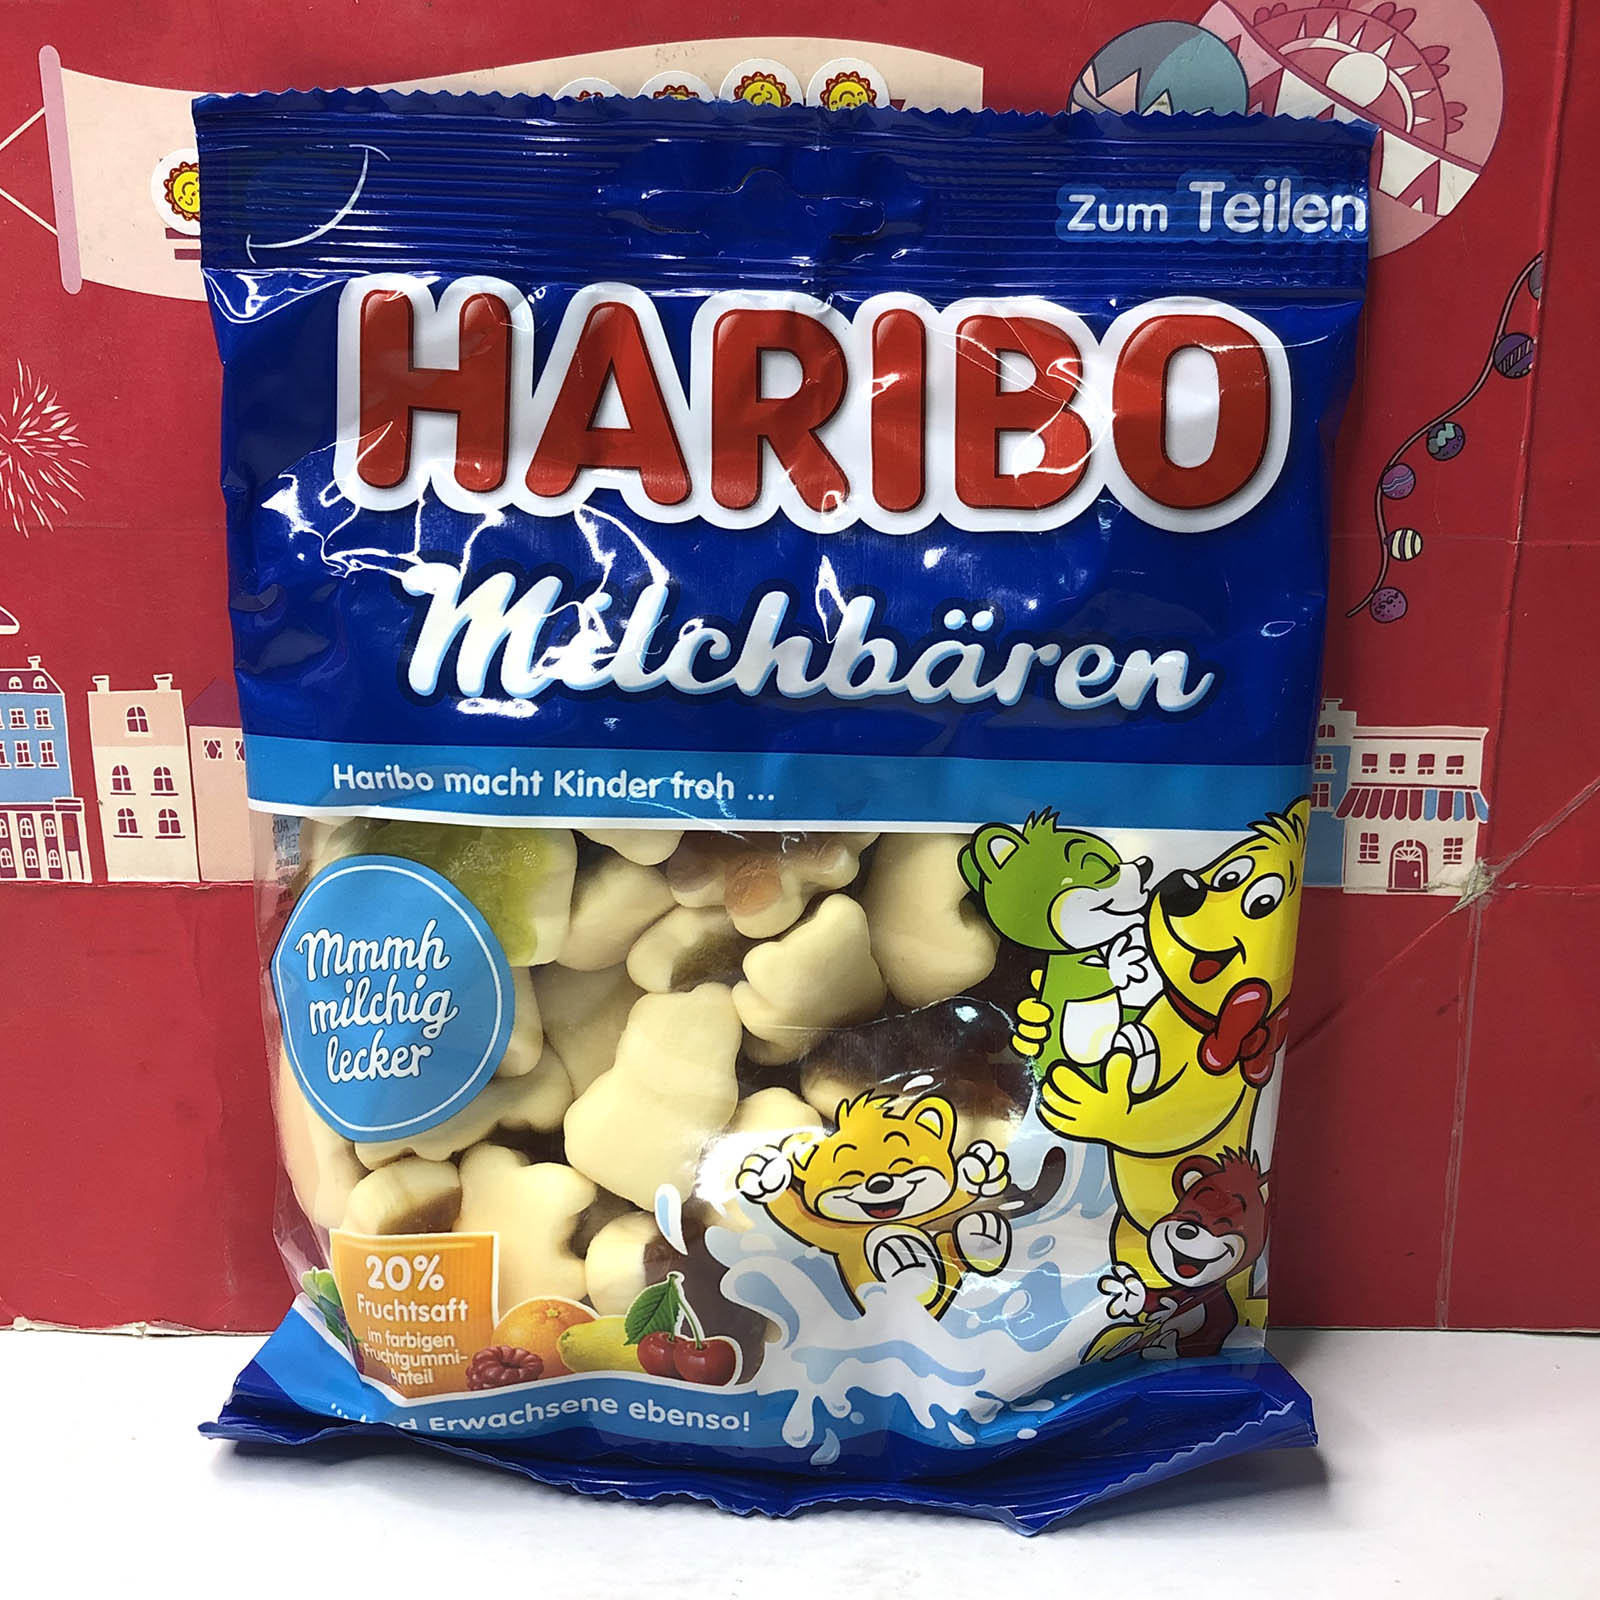 Zum Teilen
HARIBO
Milchbären
Haribo macht Kinder froh ...
Mmmh
milchig
lecker
20%
Fruchtsaft
im farbigen
Fruchtgummi-
Anteil
und Erwachsene ebenso!